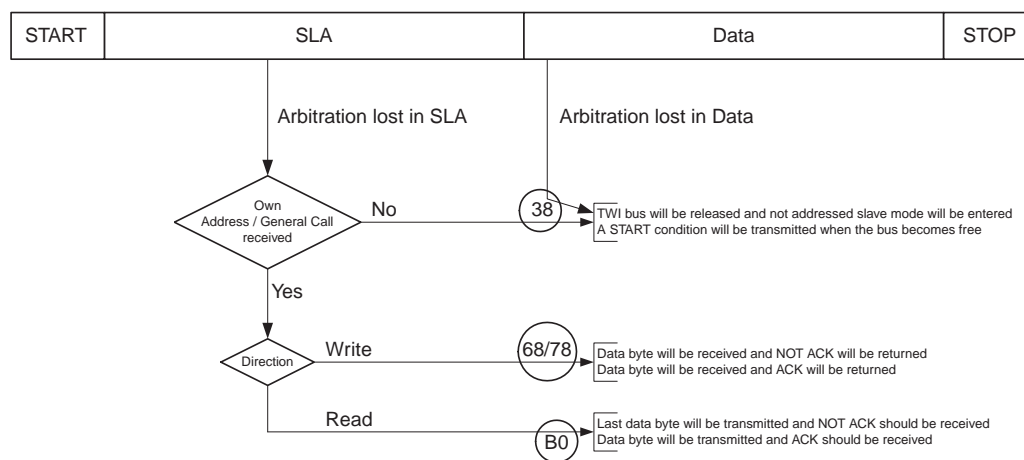 START SLA Data STOP
Arbitration lost in SLA Arbitration lost in Data
Own
Address / General Call
received
No
38
TWI bus will be released and not addressed slave mode will be entered
A START condition will be transmitted when the bus becomes free
Yes
Direction
Write
68/78
Data byte will be received and NOT ACK will be returned
Data byte will be received and ACK will be returned
Read
B0
Last data byte will be transmitted and NOT ACK should be received
Data byte will be transmitted and ACK should be received